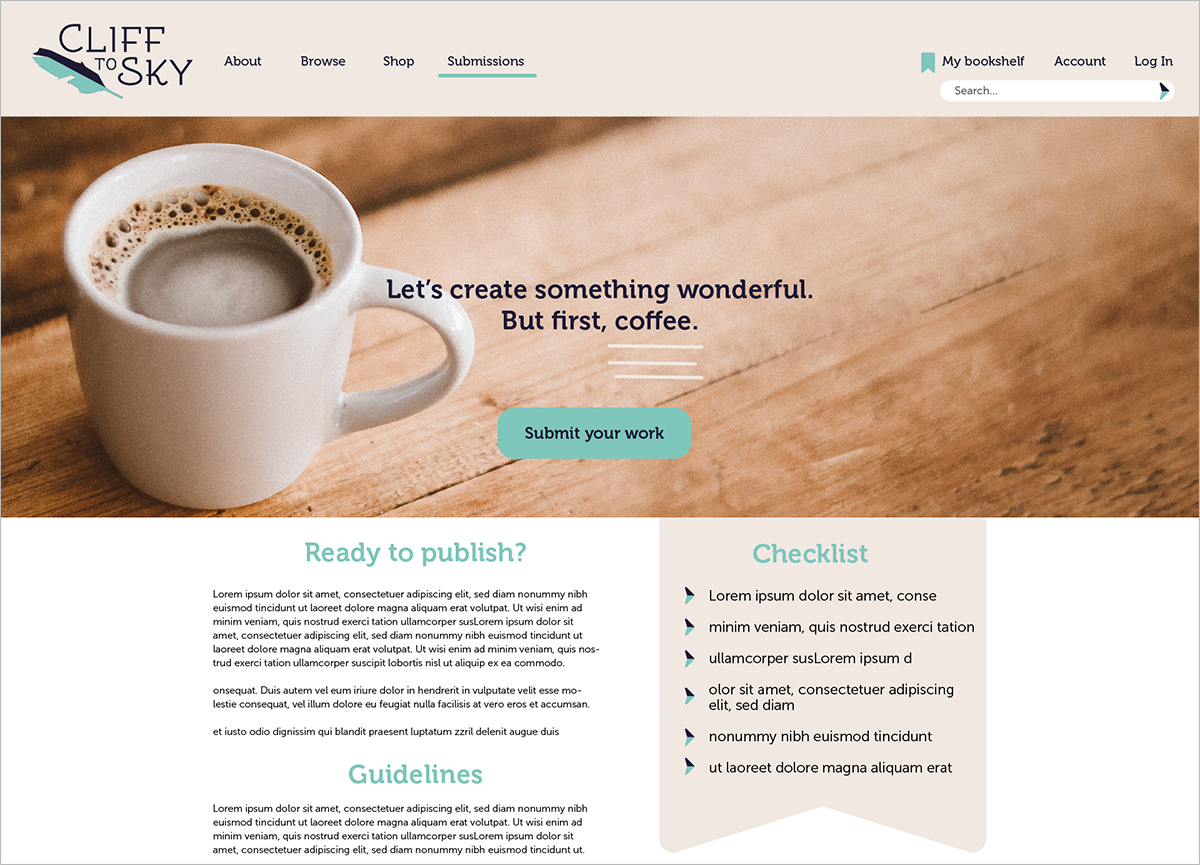 CLIFF
TO SKY
About Browse Shop Submissions
My bookshelf Account Log In
Search...
Let’s create something wonderful.
But first, coffee.
Submit your work
Ready to publish?
Lorem ipsum dolor sit amet, consectetuer adipiscing elit, sed diam nonummy nibh
euismod tincidunt ut laoreet dolore magna aliquam erat volutpat. Ut wisi enim ad
minim veniam, quis nostrud exerci tation ullamcorper susLorem ipsum dolor sit
amet, consectetuer adipiscing elit, sed diam nonummy nibh euismod tincidunt ut
laoreet dolore magna aliquam erat volutpat. Ut wisi enim ad minim veniam, quis nos-
trud exerci tation ullamcorper suscipit lobortis nisl ut aliquip ex ea commodo.
onsequat. Duis autem vel eum iriure dolor in hendrerit in vulputate velit esse mo-
lestie consequat, vel illum dolore eu feugiat nulla facilisis at vero eros et accumsan.
et iusto odio dignissim qui blandit praesent luptatum zzril delenit augue duis
Guidelines
Lorem ipsum dolor sit amet, consectetuer adipiscing elit, sed diam nonummy nibh
euismod tincidunt ut laoreet dolore magna aliquam erat volutpat. Ut wisi enim ad
minim veniam, quis nostrud exerci tation ullamcorper susLorem ipsum dolor sit
amet, consectetuer adipiscing elit, sed diam nonummy nibh euismod tincidunt ut.
Checklist
Lorem ipsum dolor sit amet, conse
minim veniam, quis nostrud exerci tation
ullamcorper susLorem ipsum d
olor sit amet, consectetuer adipiscing
elit, sed diam
nonummy nibh euismod tincidunt
ut laoreet dolore magna aliquam erat